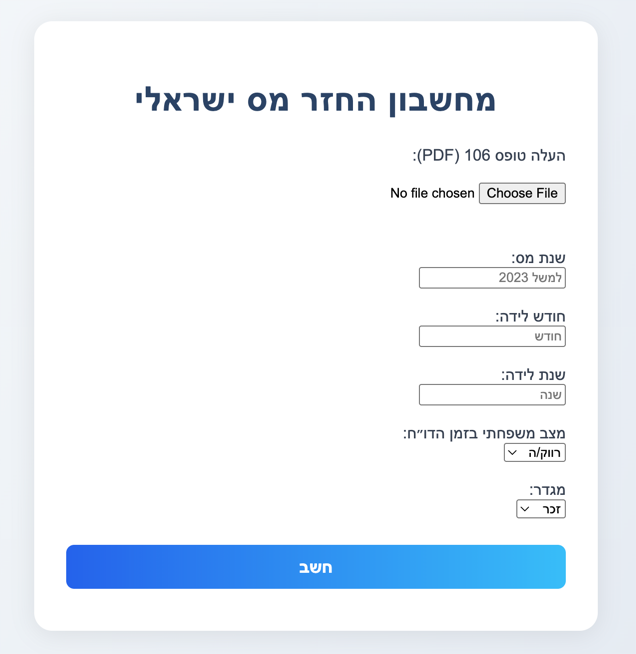 מחשבון החזר מס ישראלי
העלה טופס 106 (PDF):
Choose File No file chosen
שנת מס:
למשל 2023
חודש לידה:
חודש
שנת לידה:
שנה
מצב משפחתי בזמן הדו״ח:
רווק/ה
מגדר:
זכר
חשב